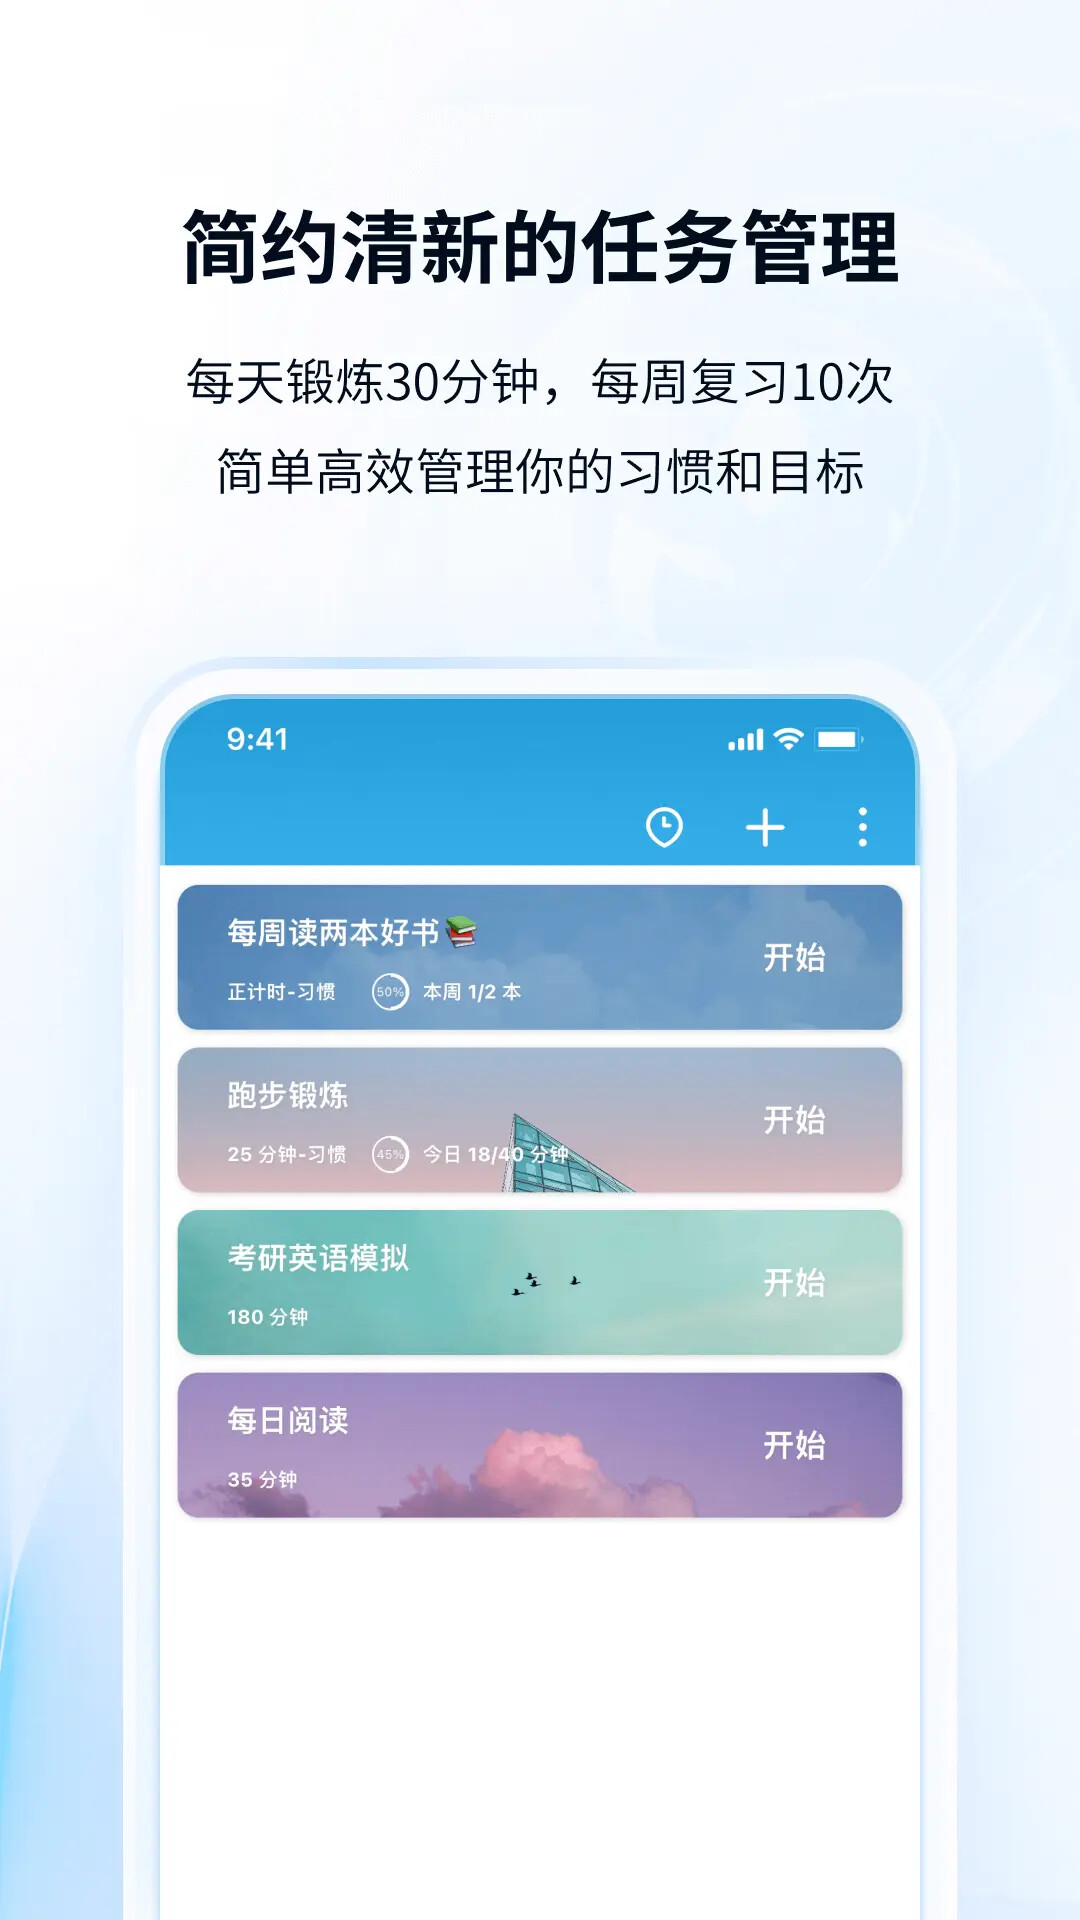 简约清新的任务管理
每天锻炼30分钟，每周复习10次
简单高效管理你的习惯和目标
9:41
每周读两本好书📚
开始
正计时-习惯 50% 本周 1/2 本
跑步锻炼
开始
25 分钟-习惯 45% 今日 18/40 分钟
考研英语模拟
开始
180 分钟
每日阅读
开始
35 分钟